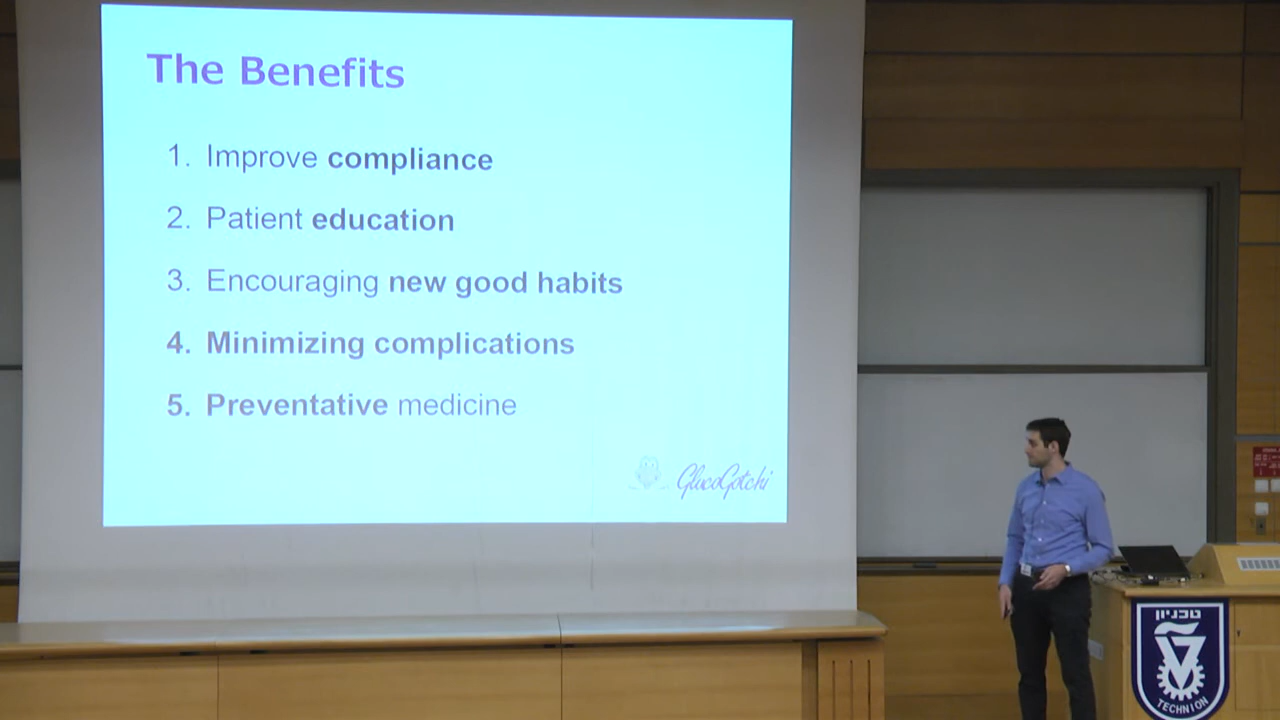 The Benefits
1. Improve compliance
2. Patient education
3. Encouraging new good habits
4. Minimizing complications
5. Preventative medicine
GlucoGotchi
טכניון
TECHNION